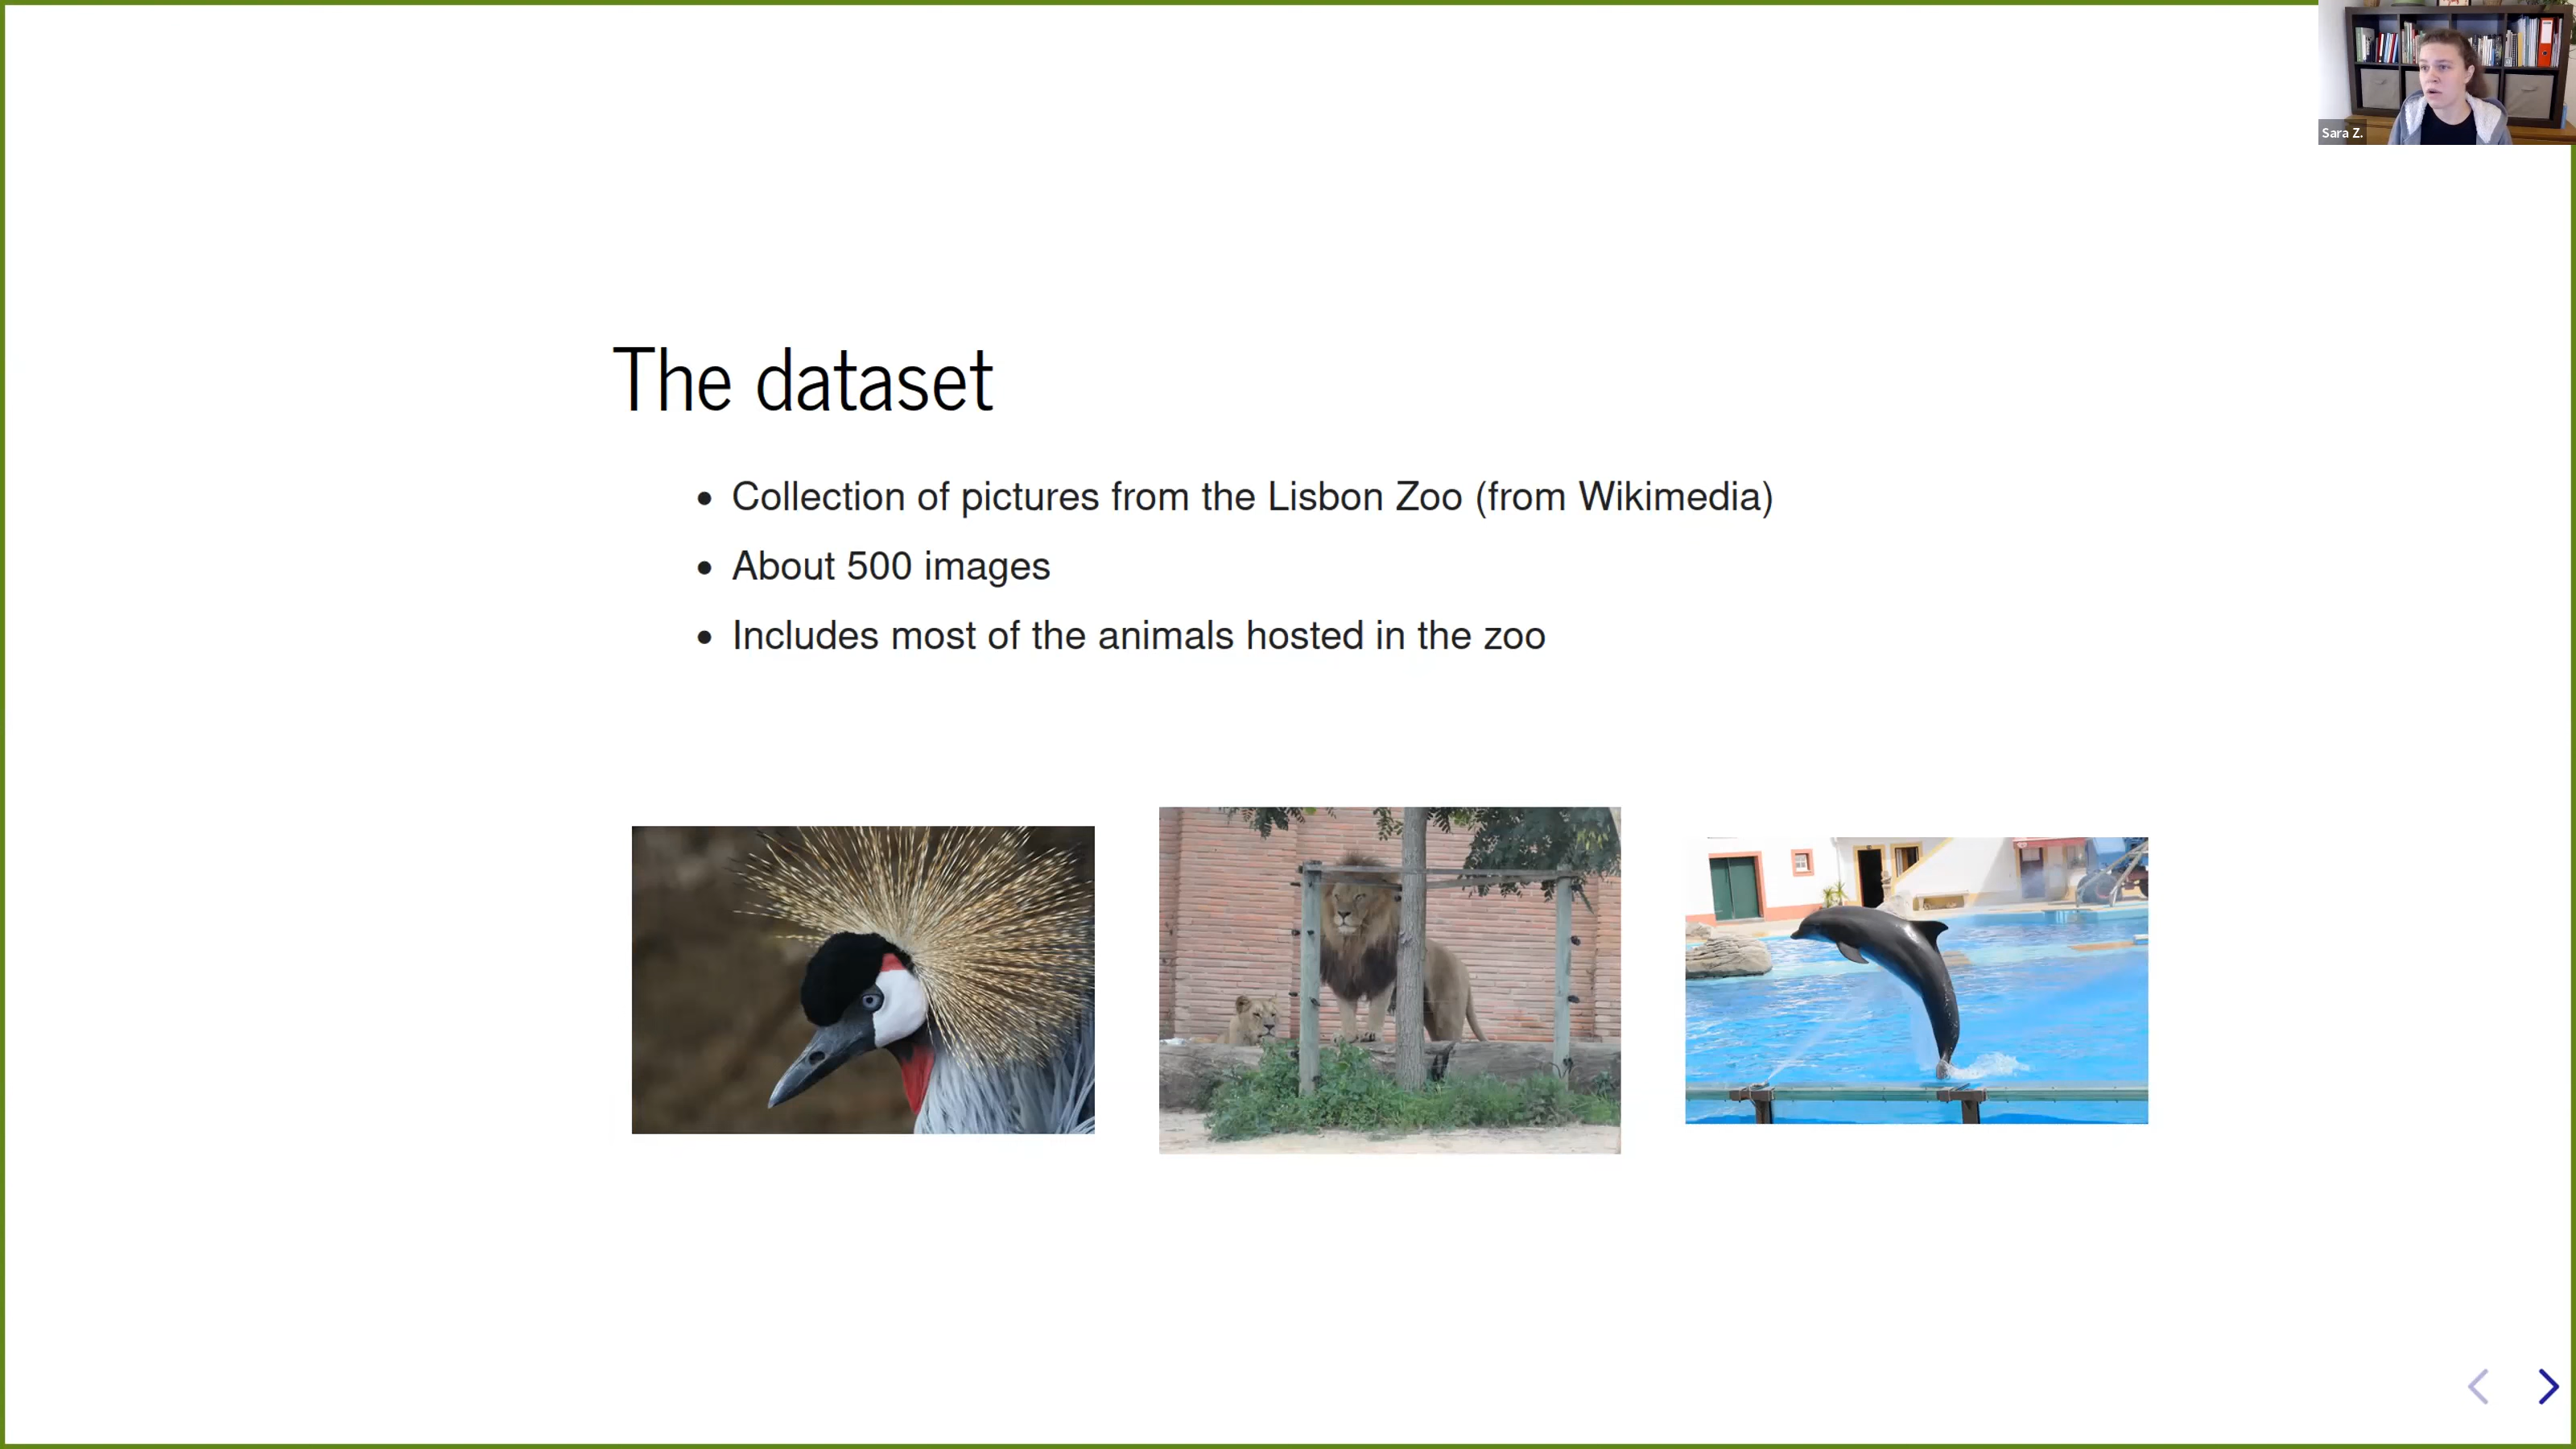 Sara Z.
The dataset
Collection of pictures from the Lisbon Zoo (from Wikimedia)
About 500 images
Includes most of the animals hosted in the zoo